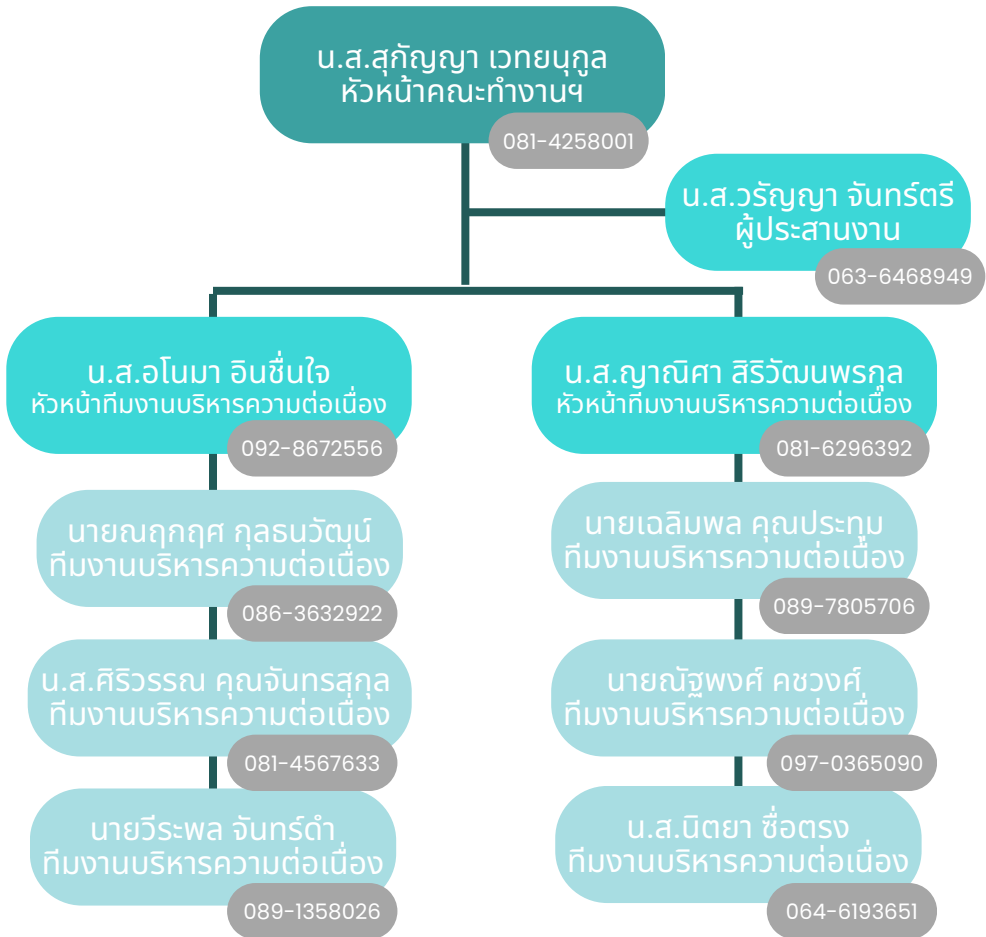 น.ส.สุกัญญา เวทยนุกูล
หัวหน้าคณะทำงานฯ
081-4258001
น.ส.วรัญญา จันทร์ตรี
ผู้ประสานงาน
063-6468949
น.ส.อโนมา อินชื่นใจ
หัวหน้าทีมงานบริหารความต่อเนื่อง
092-8672556
นายณฤกฤศ กุลธนวัฒน์
ทีมงานบริหารความต่อเนื่อง
086-3632922
น.ส.ศิริวรรณ คุณจันทรสกุล
ทีมงานบริหารความต่อเนื่อง
081-4567633
นายวีระพล จันทร์ดำ
ทีมงานบริหารความต่อเนื่อง
089-1358026
น.ส.ญาณิศา สิริวัฒนพรกุล
หัวหน้าทีมงานบริหารความต่อเนื่อง
081-6296392
นายเฉลิมพล คุณประทุม
ทีมงานบริหารความต่อเนื่อง
089-7805706
นายณัฐพงศ์ คชวงศ์
ทีมงานบริหารความต่อเนื่อง
097-0365090
น.ส.นิตยา ซื่อตรง
ทีมงานบริหารความต่อเนื่อง
064-6193651